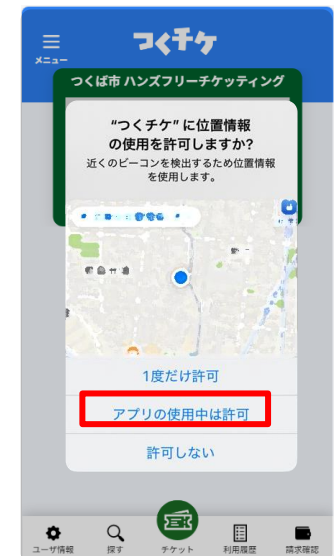 つくチケ
メニュー
つくば市 ハンズフリーチケッティング
“つくチケ” に位置情報
の使用を許可しますか?
近くのビーコンを検出するため位置情報
を使用します。
1度だけ許可
アプリの使用中は許可
許可しない
ユーザ情報
探す
チケット
利用履歴
請求確認